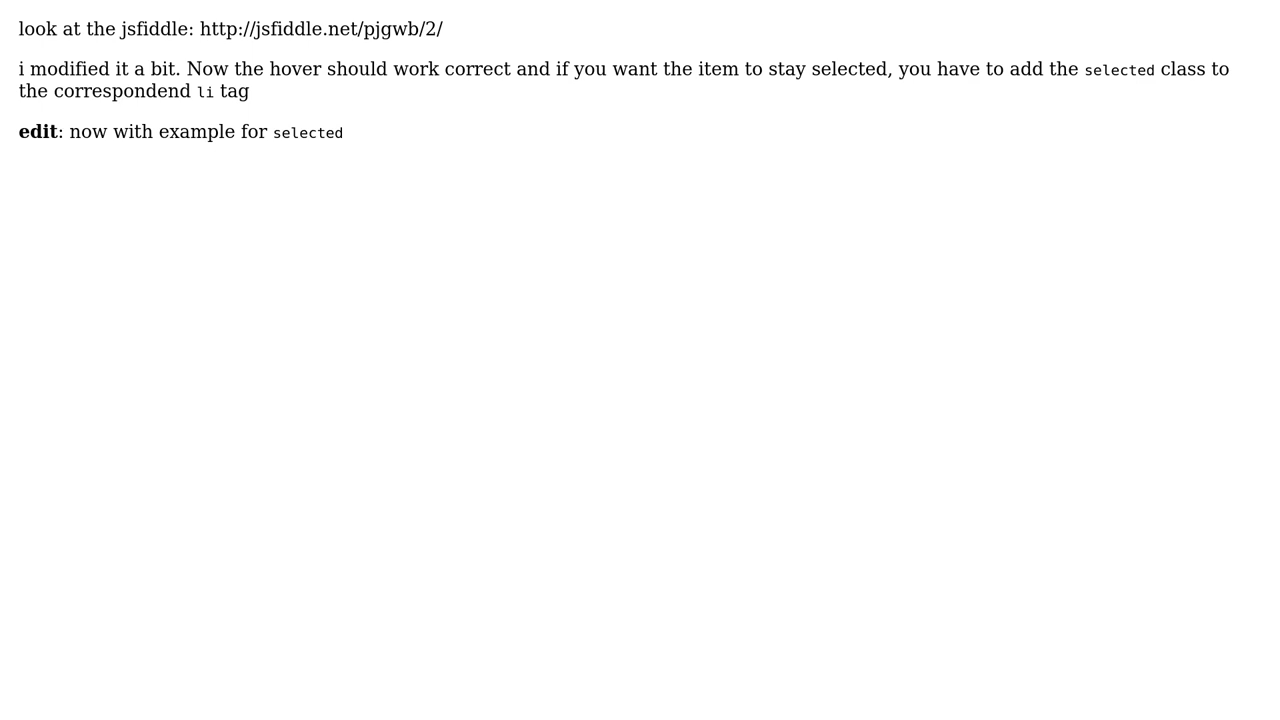 look at the jsfiddle: http://jsfiddle.net/pjgwb/2/
i modified it a bit. Now the hover should work correct and if you want the item to stay selected, you have to add the selected class to
the correspondend li tag
edit: now with example for selected